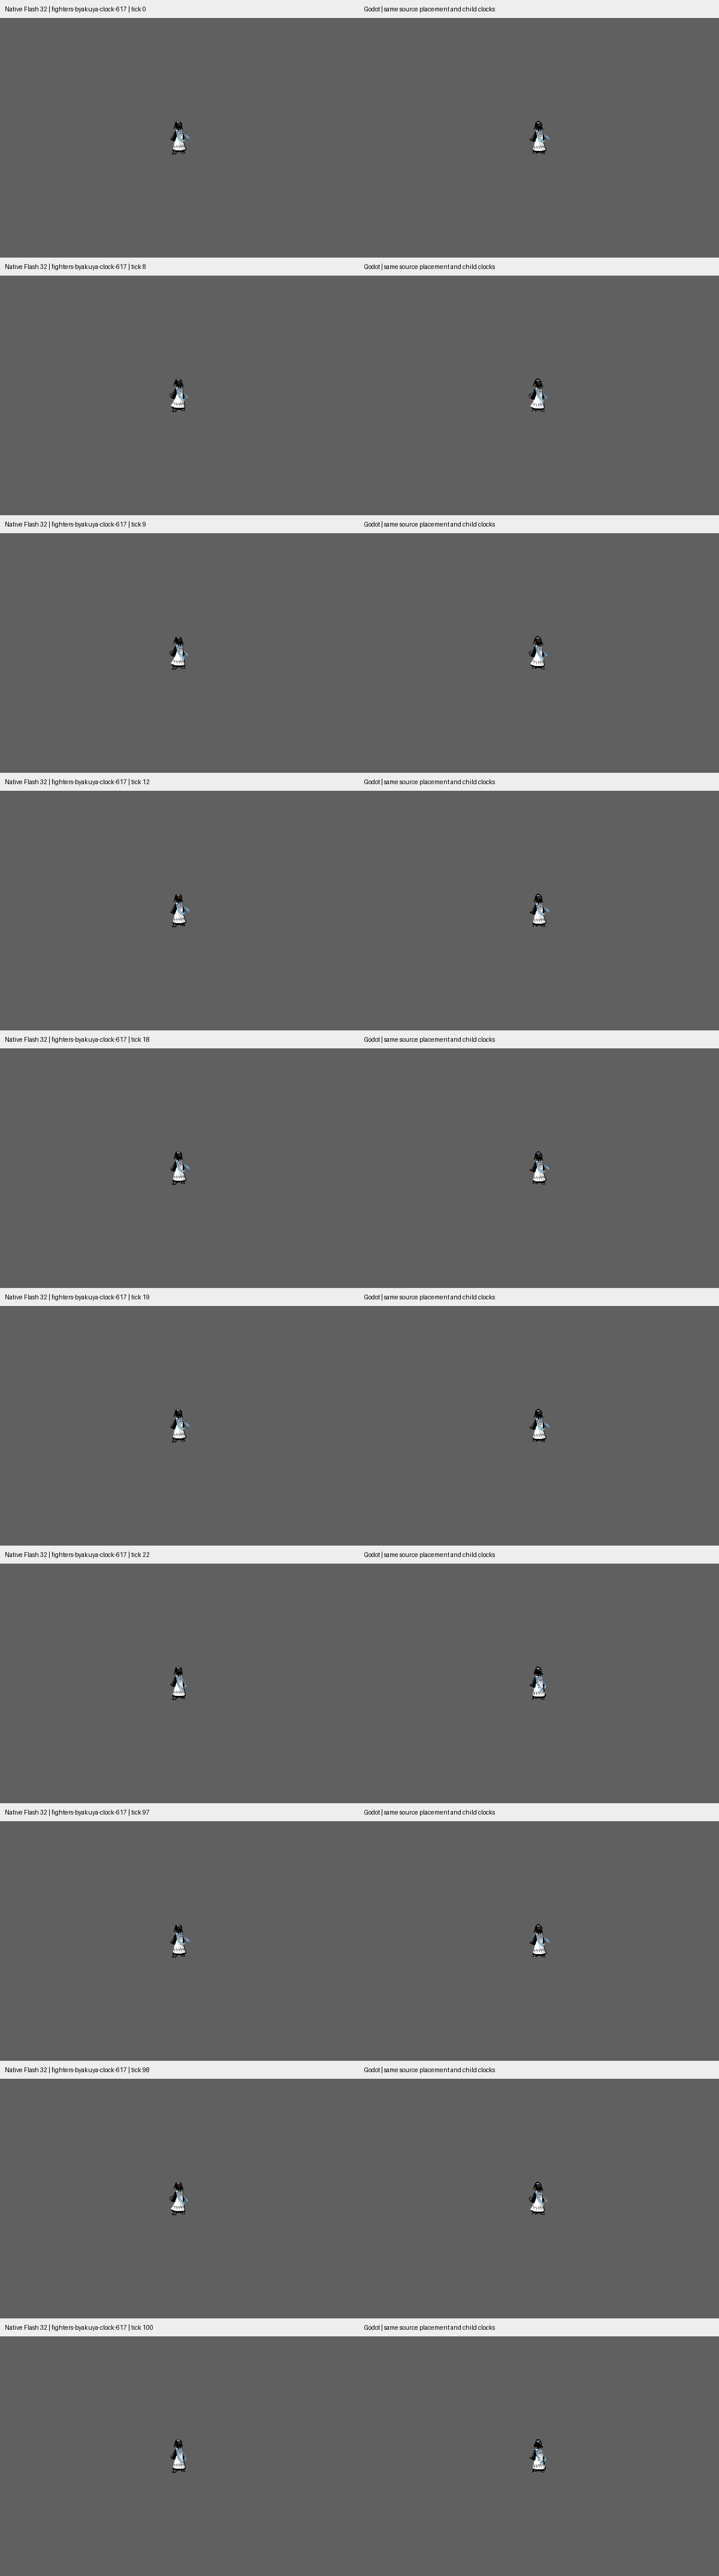 Native Flash 32 | fighters-byakuya-clock-617 | tick 0
Godot | same source placement and child clocks
Native Flash 32 | fighters-byakuya-clock-617 | tick 8
Godot | same source placement and child clocks
Native Flash 32 | fighters-byakuya-clock-617 | tick 9
Godot | same source placement and child clocks
Native Flash 32 | fighters-byakuya-clock-617 | tick 12
Godot | same source placement and child clocks
Native Flash 32 | fighters-byakuya-clock-617 | tick 18
Godot | same source placement and child clocks
Native Flash 32 | fighters-byakuya-clock-617 | tick 19
Godot | same source placement and child clocks
Native Flash 32 | fighters-byakuya-clock-617 | tick 22
Godot | same source placement and child clocks
Native Flash 32 | fighters-byakuya-clock-617 | tick 97
Godot | same source placement and child clocks
Native Flash 32 | fighters-byakuya-clock-617 | tick 98
Godot | same source placement and child clocks
Native Flash 32 | fighters-byakuya-clock-617 | tick 100
Godot | same source placement and child clocks